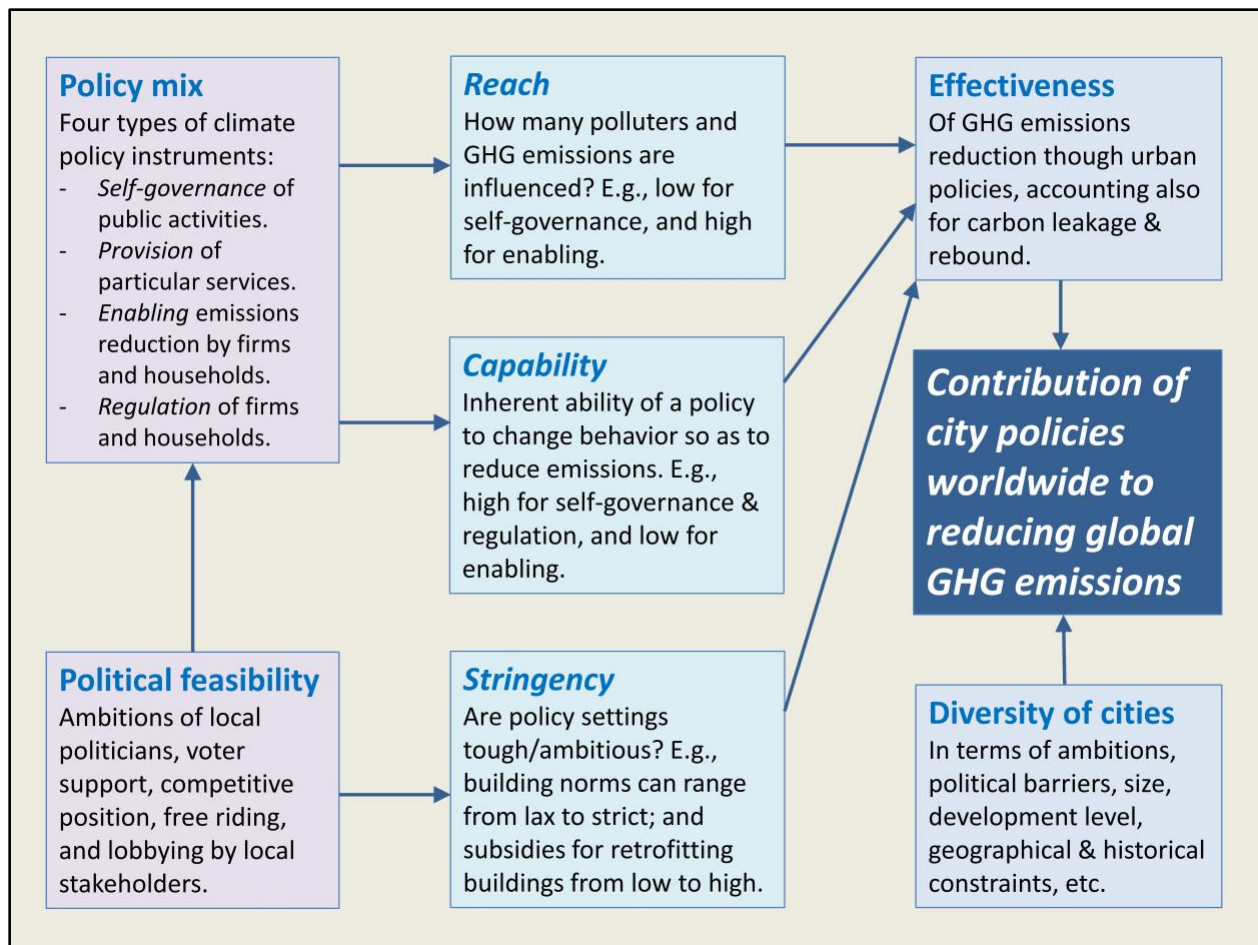 Policy mix
Four types of climate
policy instruments:
- Self-governance of
public activities.
- Provision of
particular services.
- Enabling emissions
reduction by firms
and households.
- Regulation of firms
and households.
Political feasibility
Ambitions of local
politicians, voter
support, competitive
position, free riding,
and lobbying by local
stakeholders.
Reach
How many polluters and
GHG emissions are
influenced? E.g., low for
self-governance, and high
for enabling.
Capability
Inherent ability of a policy
to change behavior so as to
reduce emissions. E.g.,
high for self-governance &
regulation, and low for
enabling.
Stringency
Are policy settings
tough/ambitious? E.g.,
building norms can range
from lax to strict; and
subsidies for retrofitting
buildings from low to high.
Effectiveness
Of GHG emissions
reduction though urban
policies, accounting also
for carbon leakage &
rebound.
Contribution of
city policies
worldwide to
reducing global
GHG emissions
Diversity of cities
In terms of ambitions,
political barriers, size,
development level,
geographical & historical
constraints, etc.